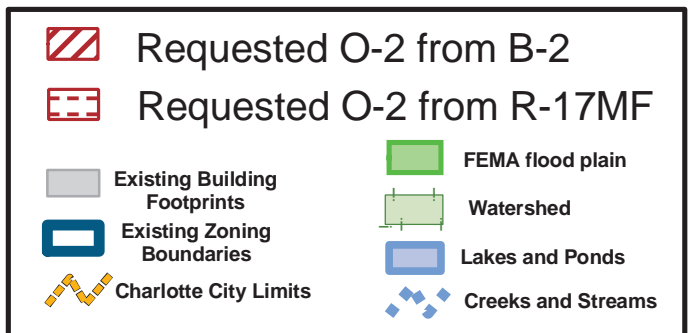 Requested O-2 from B-2
Requested O-2 from R-17MF
Existing Building
Footprints
Existing Zoning
Boundaries
Charlotte City Limits
FEMA flood plain
Watershed
Lakes and Ponds
Creeks and Streams